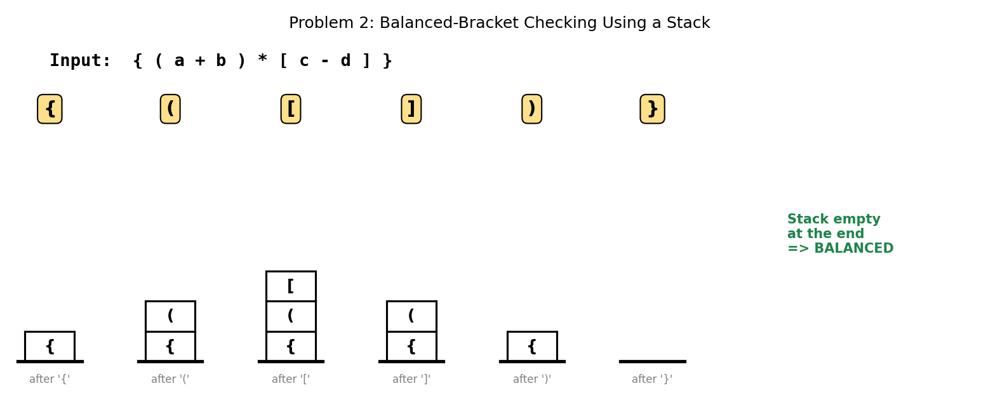 Problem 2: Balanced-Bracket Checking Using a Stack
Input:  { ( a + b ) * [ c - d ] }
{ ( [ ] ) }
Stack empty
at the end
=> BALANCED
[
( ( (
{ { { { {
after '{' after '(' after '[' after ']' after ')' after '}'